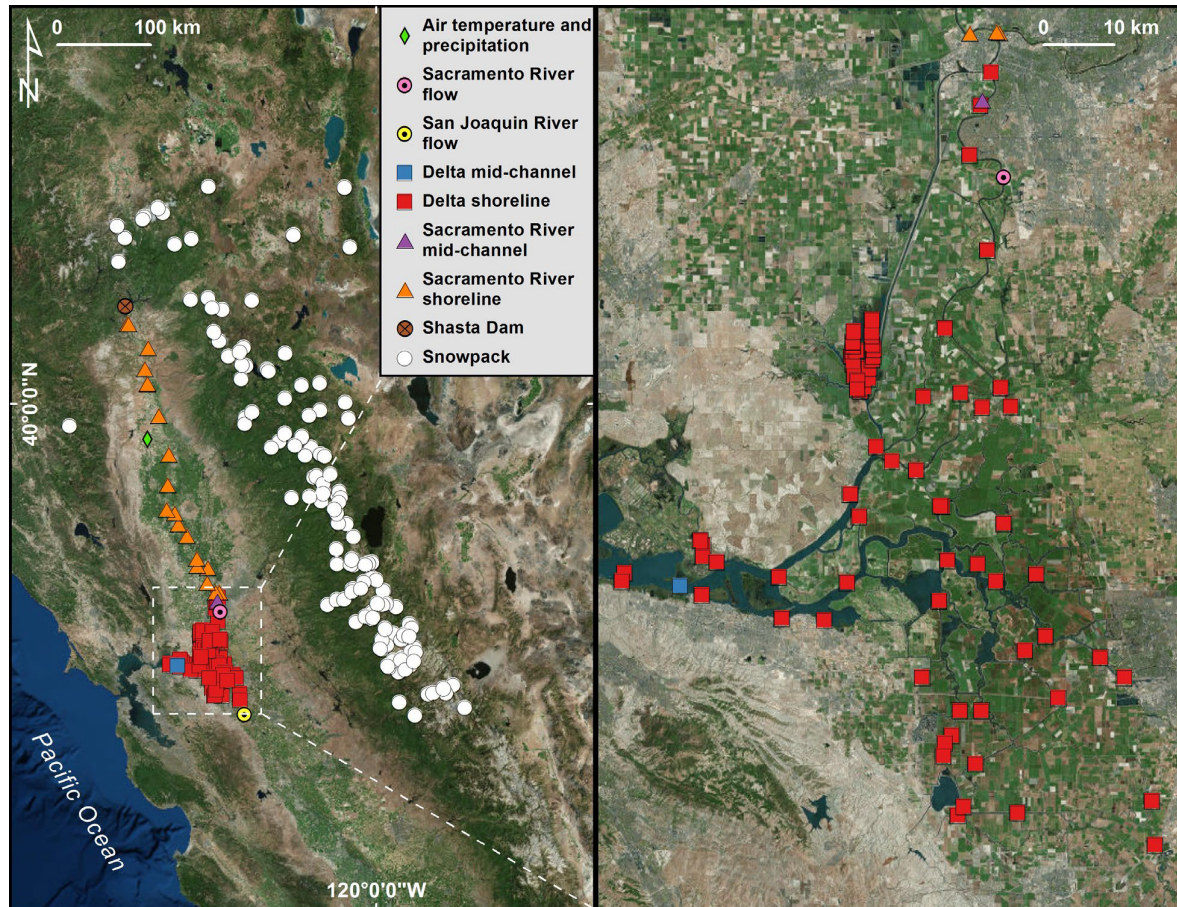 N
0 100 km
Air temperature and
precipitation
Sacramento River
flow
San Joaquin River
flow
Delta mid-channel
Delta shoreline
Sacramento River
mid-channel
Sacramento River
shoreline
Shasta Dam
Snowpack
40°0'0"N
Pacific Ocean
120°0'0"W
0 10 km